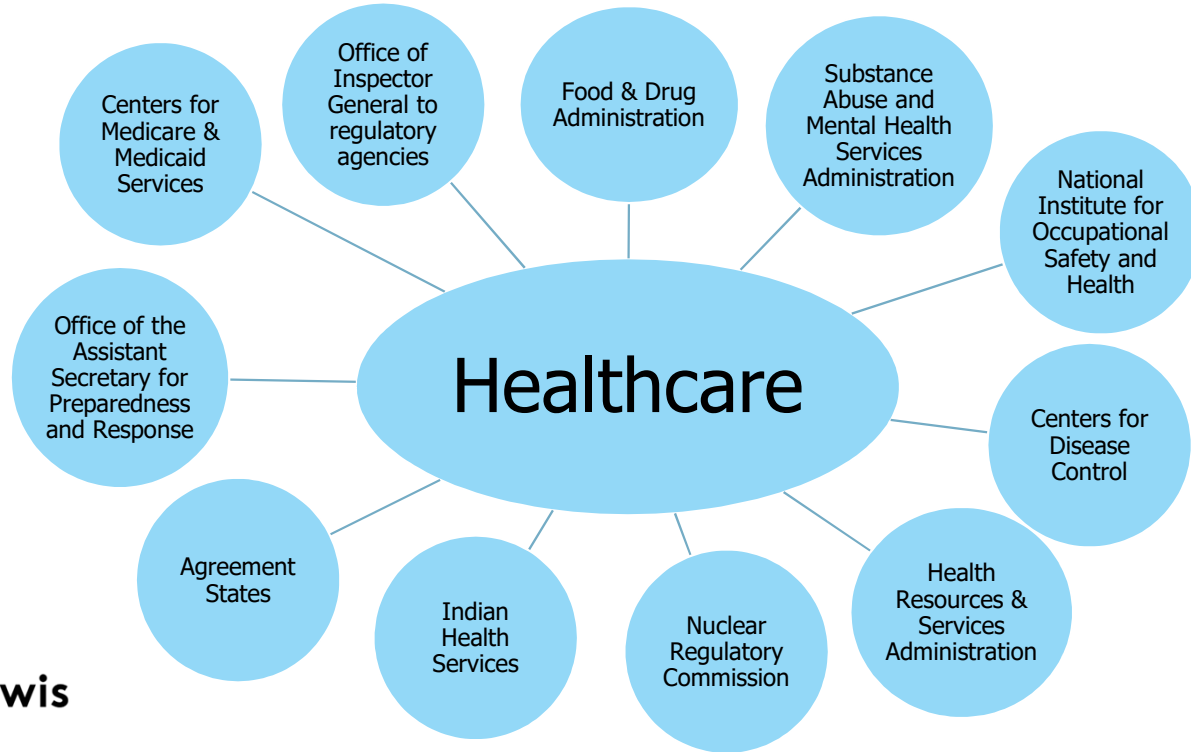 Office of
Inspector
General to
regulatory
agencies
Food & Drug
Administration
Substance
Abuse and
Mental Health
Services
Administration
Centers for
Medicare &
Medicaid
Services
National
Institute for
Occupational
Safety and
Health
Office of the
Assistant
Secretary for
Preparedness
and Response
Healthcare
Centers for
Disease
Control
Agreement
States
Indian
Health
Services
Nuclear
Regulatory
Commission
Health
Resources &
Services
Administration
wis